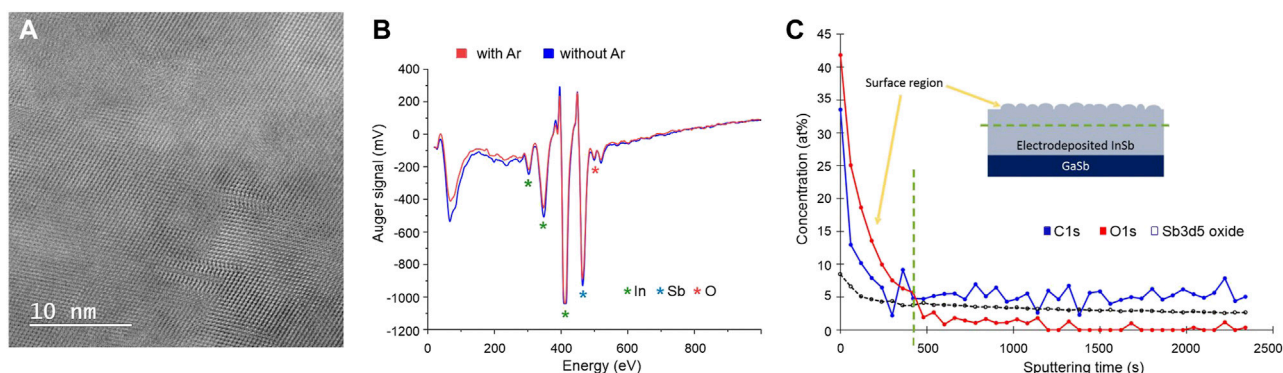 A
10 nm
B
with Ar
without Ar
Auger signal (mV)
400
200
0
-200
-400
-600
-800
-1000
-1200
*
*
*
*
*
* In * Sb * O
0 200 400 600 800
Energy (eV)
C
Concentration (at%)
45
40
35
30
25
20
15
10
5
0
Surface region
Electrodeposited InSb
GaSb
C1s O1s Sb3d5 oxide
0 500 1000 1500 2000 2500
Sputtering time (s)